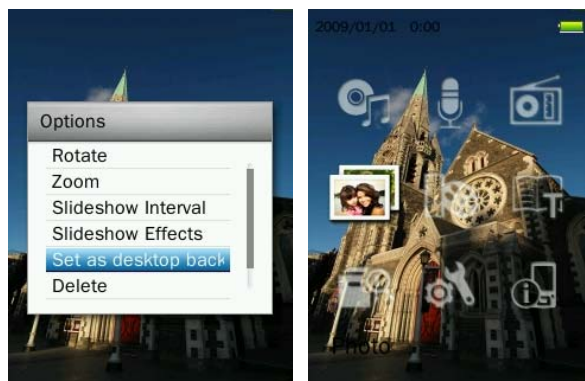 Options
Rotate
Zoom
Slideshow Interval
Slideshow Effects
Set as desktop back
Delete
2009/01/01 0:00
T
i
Photo